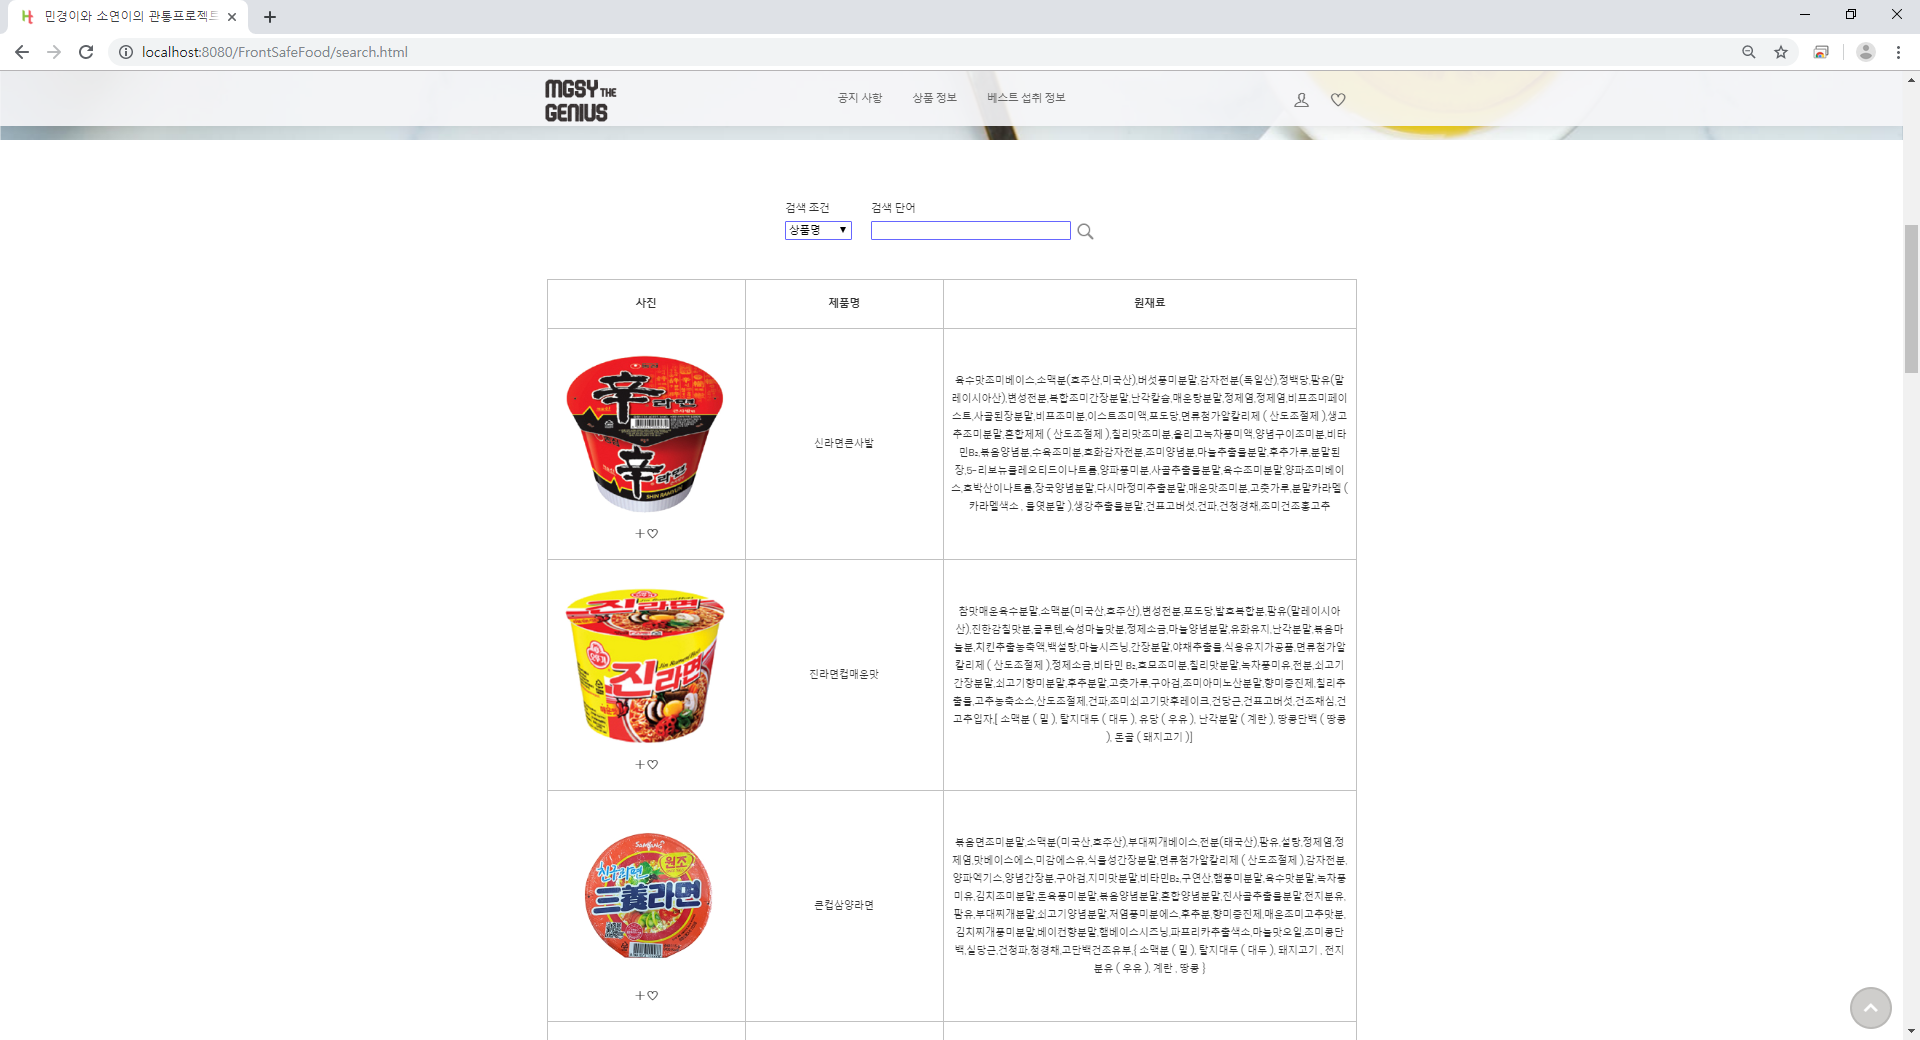 민경이와 소연이의 관통프로젝트
localhost:8080/FrontSafeFood/search.html
MGSY THE
GENIUS
공지 사항
상품 정보
베스트 섭취 정보
검색 조건
검색 단어
상품명
사진
제품명
원재료
辛라면
농심
辛라면
SHIN RAMYUN
신라면큰사발
육수맛조미베이스,소맥분(호주산,미국산),버섯풍미분말,감자전분(독일산),정백당,팜유(말
레이시아산),변성전분,복합조미간장분말,난각칼슘,매운탕분말,정제염,정제염,비프조미페이
스트,사골된장분말,비프조미분,이스트조미액,포도당,면류첨가알칼리제 ( 산도조절제 ),생고
추조미분말,혼합제제 ( 산도조절제 ),칠리맛조미분,올리고녹차풍미액,양념구이조미분,비타
민B₂,볶음양념분,수육조미분,호화감자전분,조미양념분,마늘추출물분말,후추가루,분말된
장,5-리보뉴클레오티드이나트륨,양파풍미분,사골추출물분말,육수조미분말,양파조미베이
스,호박산이나트륨,장국양념분말,다시마정미추출분말,매운맛조미분,고춧가루,분말카라멜 (
카라멜색소 , 물엿분말 ),생강추출물분말,건표고버섯,건파,건청경채,조미건조홍고추
진라면
오뚜기
Jin Ramen
진라면
진라면컵매운맛
참맛매운육수분말,소맥분(미국산,호주산),변성전분,포도당,발효복합분,팜유(말레이시아
산),진한감칠맛분,글루텐,숙성마늘맛분,정제소금,마늘양념분말,유화유지,난각분말,볶음마
늘분,치킨추출농축액,백설탕,마늘시즈닝,간장분말,야채추출물,식용유지가공품,면류첨가알
칼리제 ( 산도조절제 ),정제소금,비타민 B₂,효모조미분,칠리맛분말,녹차풍미유,전분,쇠고기
간장분말,쇠고기향미분말,후추분말,고춧가루,구아검,조미아미노산분말,향미증진제,칠리추
출물,고추농축소스,산도조절제,건파,조미쇠고기맛후레이크,건당근,건표고버섯,건조채심,건
고추입자,[ 소맥분 ( 밀 ), 탈지대두 ( 대두 ), 유당 ( 우유 ), 난각분말 ( 계란 ), 땅콩단백 ( 땅콩
), 돈골 ( 돼지고기 )]
Samyang
원조
친구라면
三養라면
큰컵삼양라면
볶음면조미분말,소맥분(미국산,호주산),부대찌개베이스,전분(태국산),팜유,설탕,정제염,정
제염,맛베이스에스,미감에스유,식물성간장분말,면류첨가알칼리제 ( 산도조절제 ),감자전분,
양파엑기스,양념간장분,구아검,지미맛분말,비타민B₂,구연산,햄풍미분말,육수맛분말,녹차풍
미유,김치조미분말,돈육풍미분말,볶음양념분말,혼합양념분말,진사골추출물분말,전지분유,
팜유,부대찌개분말,쇠고기양념분말,저염풍미분에스,후추분,향미증진제,매운조미고추맛분,
김치찌개풍미분말,베이컨향분말,햄베이스시즈닝,파프리카추출색소,마늘맛오일,조미콩단
백,실당근,건청파,청경채,고단백건조유부,{ 소맥분 ( 밀 ), 탈지대두 ( 대두 ), 돼지고기 , 전지
분유 ( 우유 ), 계란 , 땅콩 }